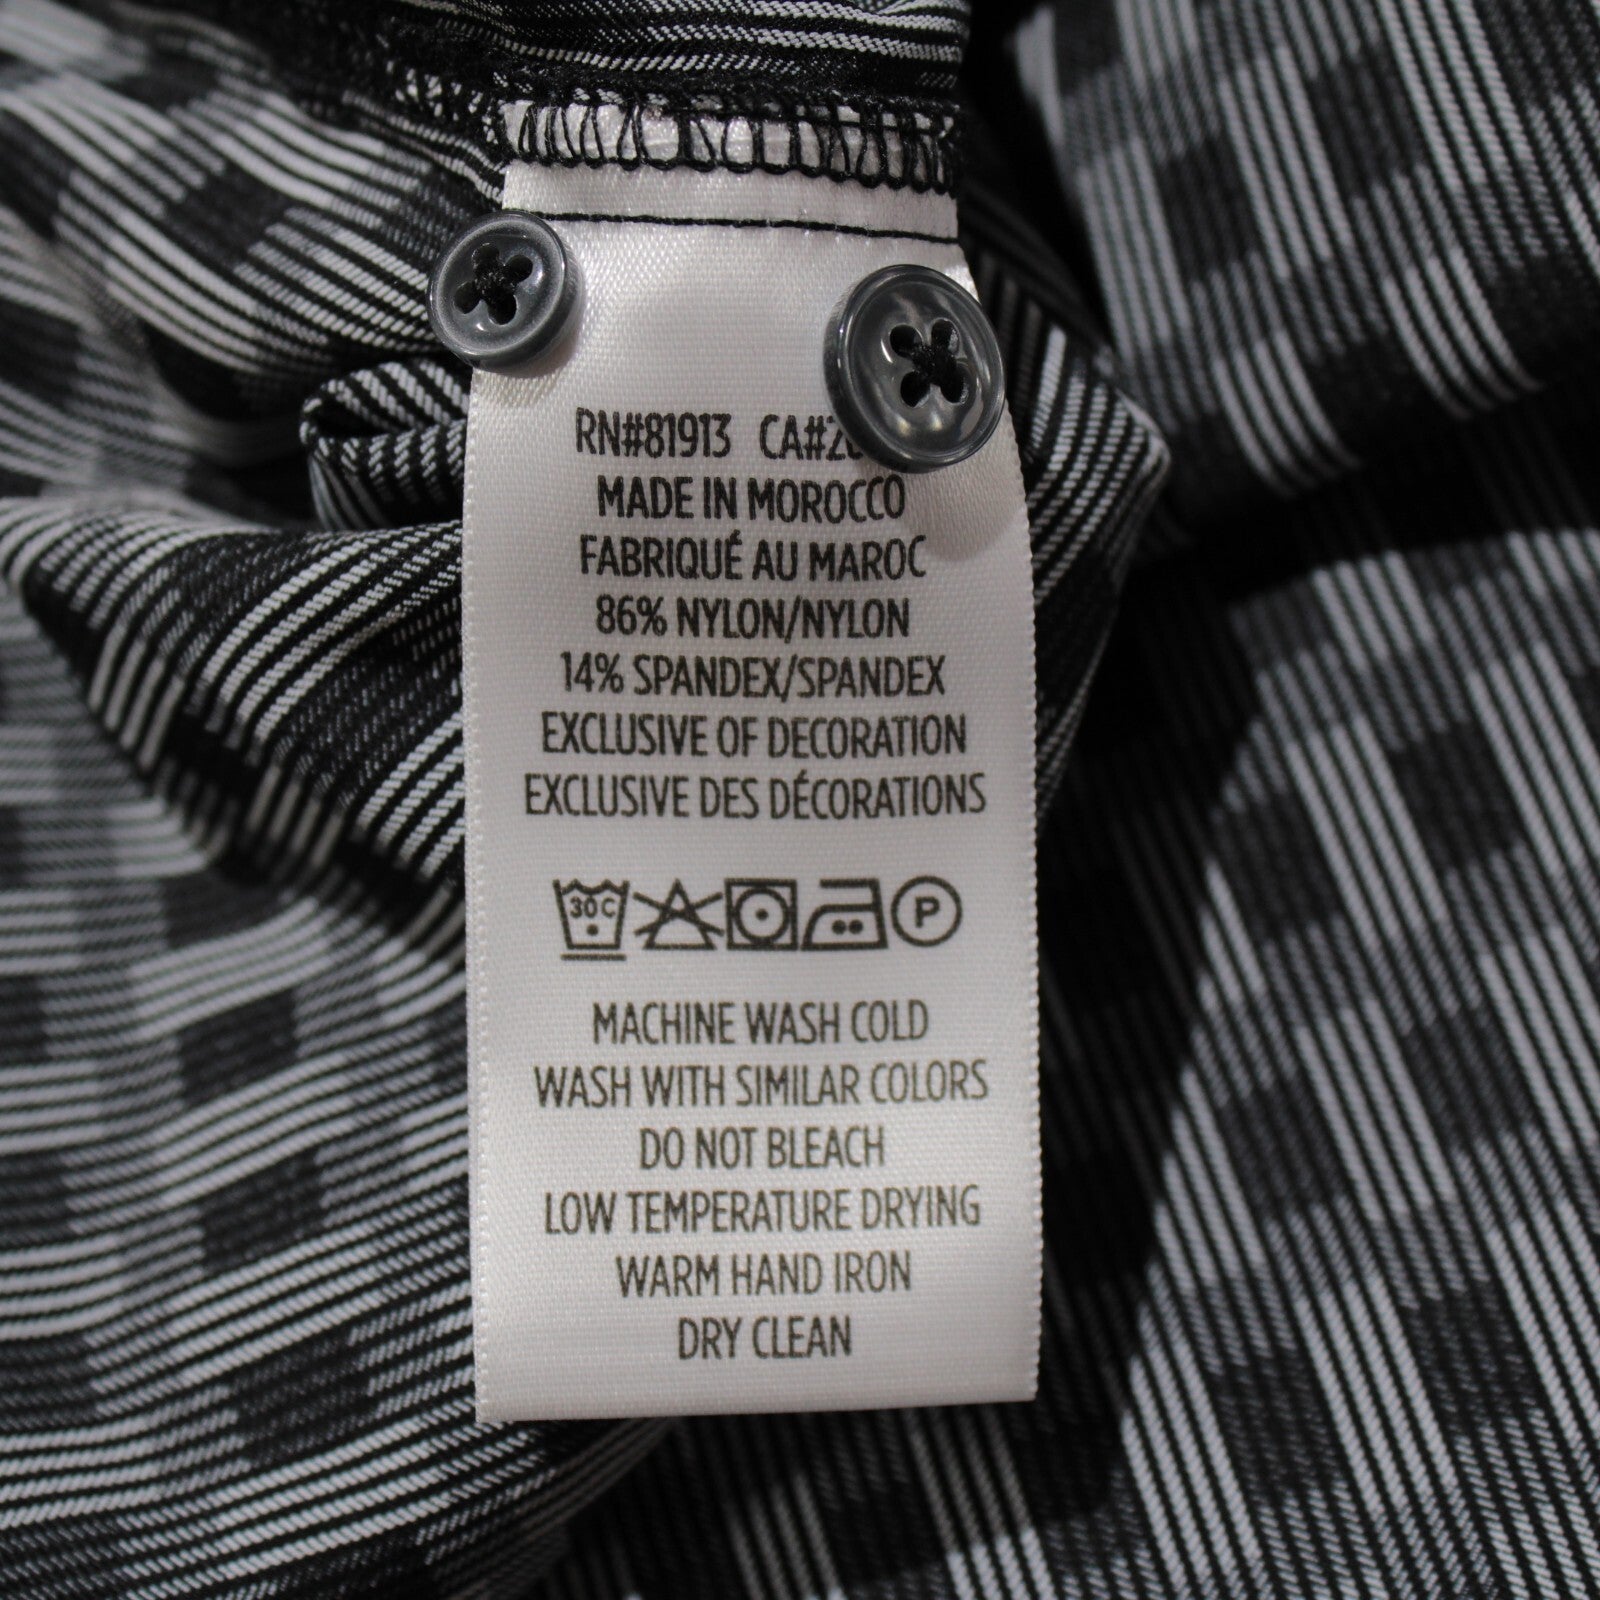 RN#81913
MADE IN MOROCCO
FABRIQUÉ AU MAROC
86% NYLON/NYLON
14% SPANDEX/SPANDEX
EXCLUSIVE OF DECORATION
EXCLUSIVE DES DÉCORATIONS
30C P
MACHINE WASH COLD
WASH WITH SIMILAR COLORS
DO NOT BLEACH
LOW TEMPERATURE DRYING
WARM HAND IRON
DRY CLEAN